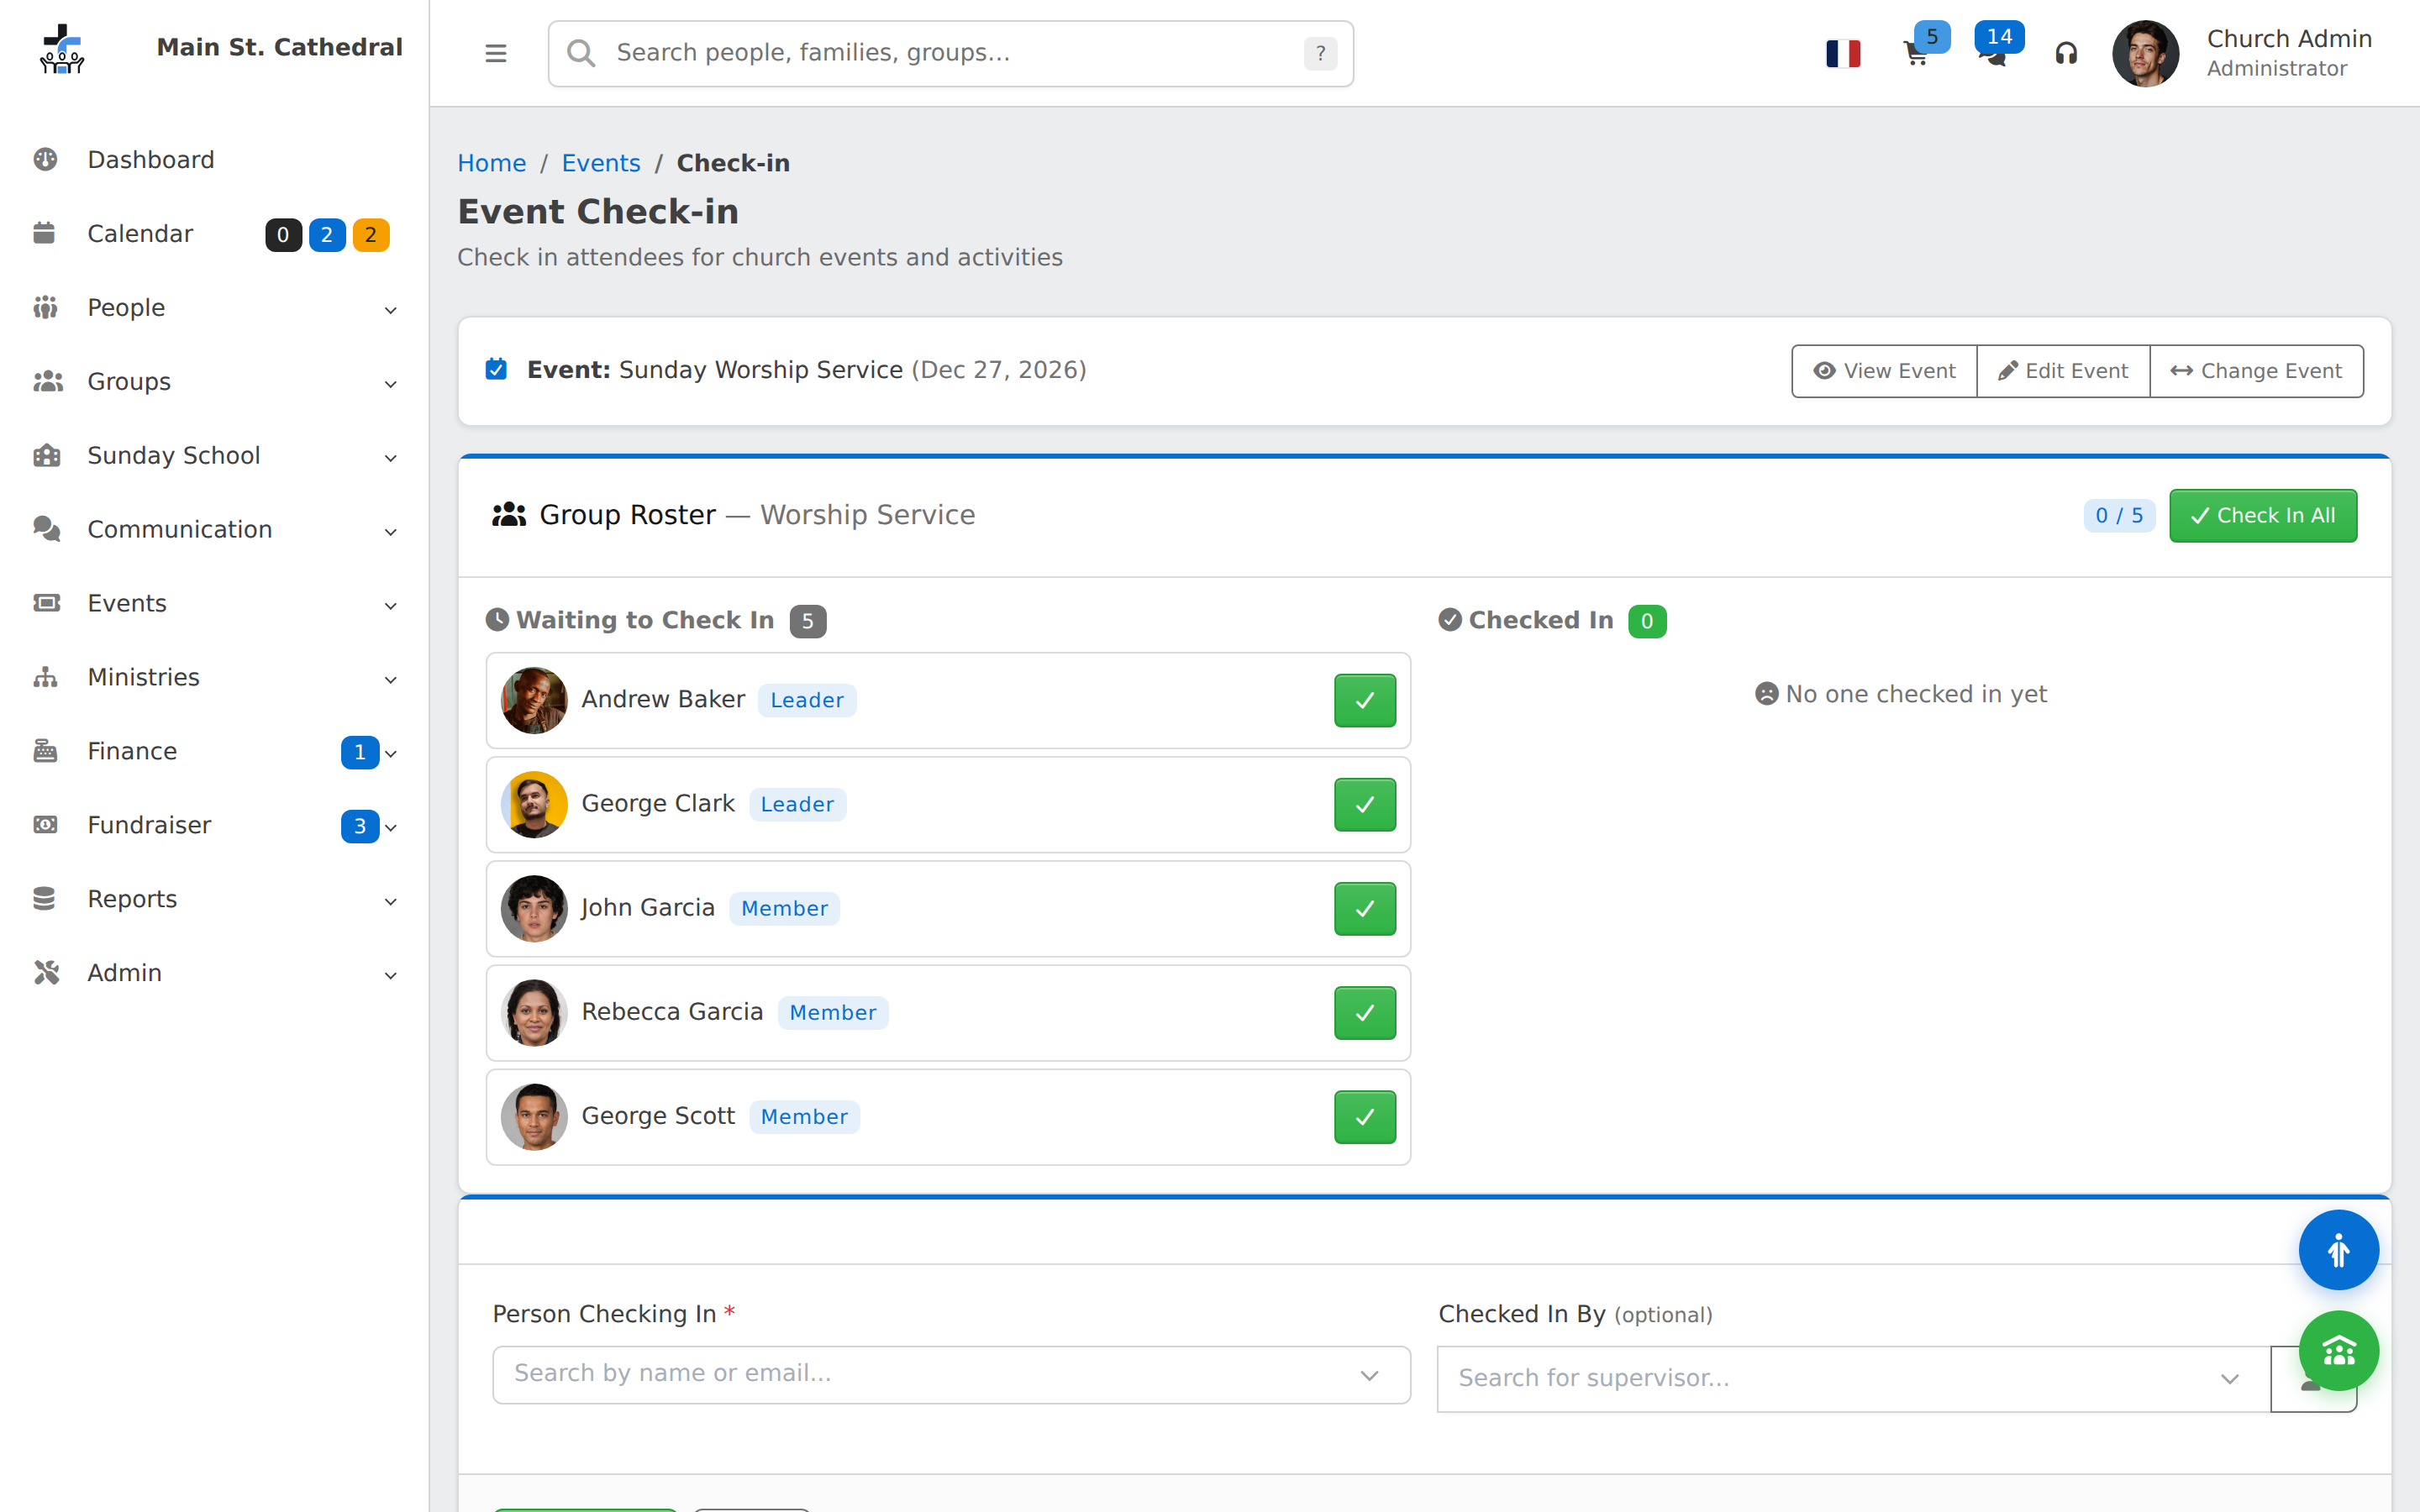 Main St. Cathedral
Search people, families, groups...
?
5
14
Church Admin
Administrator
Dashboard
Calendar
0
2
2
People
Groups
Sunday School
Communication
Events
Ministries
Finance
1
Fundraiser
3
Reports
Admin
Home / Events / Check-in
Event Check-in
Check in attendees for church events and activities
Event: Sunday Worship Service (Dec 27, 2026)
View Event
Edit Event
Change Event
Group Roster — Worship Service
0 / 5
Check In All
Waiting to Check In 5
Checked In 0
Andrew Baker Leader
George Clark Leader
John Garcia Member
Rebecca Garcia Member
George Scott Member
No one checked in yet
Person Checking In *
Search by name or email...
Checked In By (optional)
Search for supervisor...